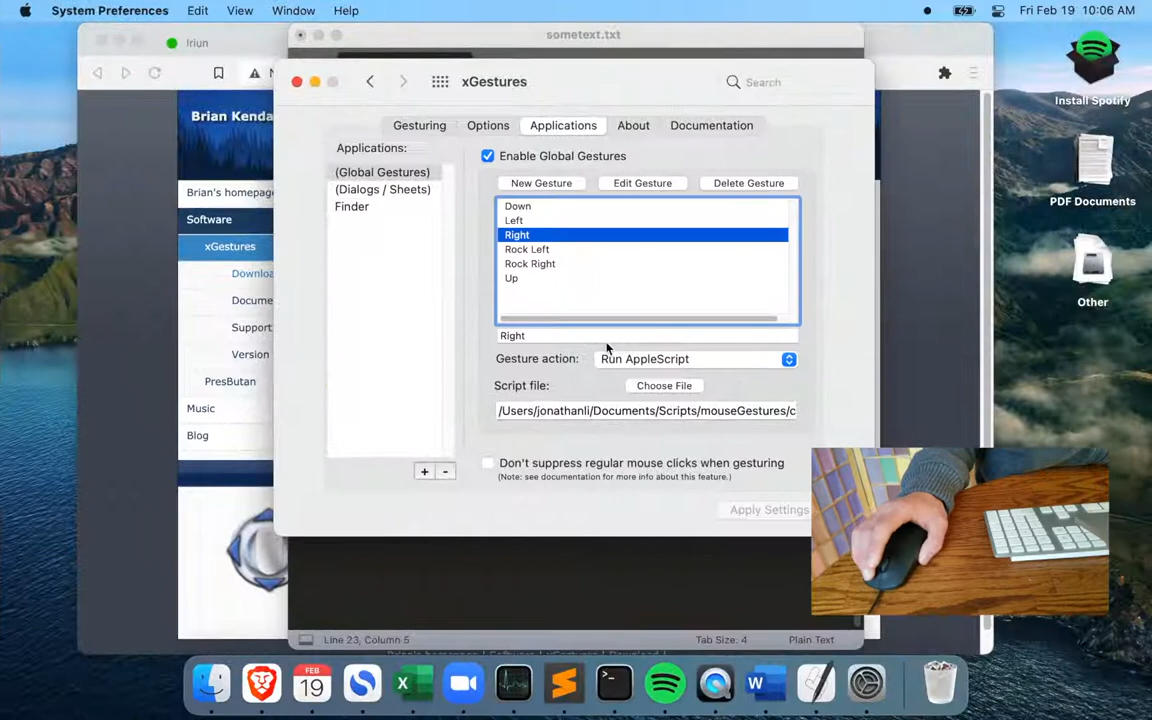 System Preferences Edit View Window Help
Fri Feb 19 10:06 AM
Iriun
sometext.txt
Install Spotify
PDF Documents
Other
xGestures
Search
Gesturing Options Applications About Documentation
Applications:
(Global Gestures)
(Dialogs / Sheets)
Finder
+ -
Enable Global Gestures
New Gesture Edit Gesture Delete Gesture
Down
Left
Right
Rock Left
Rock Right
Up
Right
Gesture action: Run AppleScript
Script file: Choose File
/Users/jonathanli/Documents/Scripts/mouseGestures/c
Don't suppress regular mouse clicks when gesturing
(Note: see documentation for more info about this feature.)
Apply Settings
Brian Kenda
Brian's homepage
Software
xGestures
Downloa
Docume
Support
Version
PresButan
Music
Blog
Line 23, Column 5
Tab Size: 4
Plain Text
FEB
19